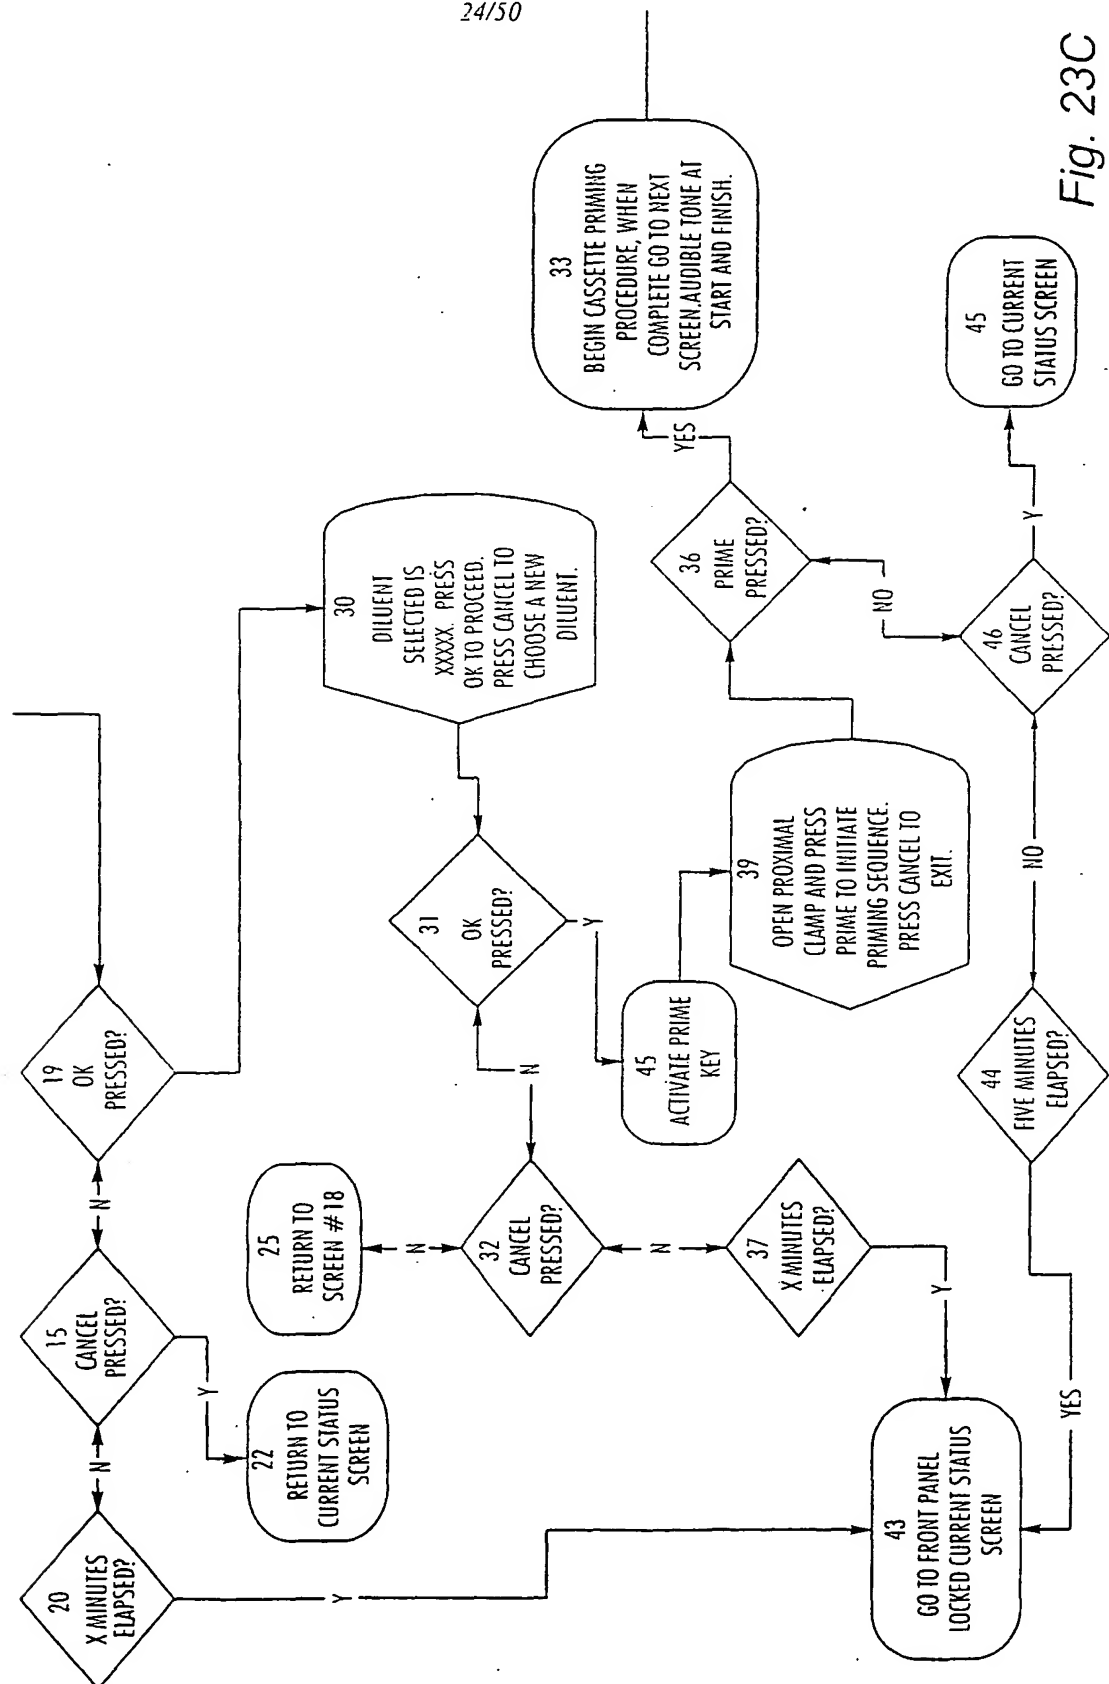 24/50
20
X MINUTES
ELAPSED?
N
15
CANCEL
PRESSED?
N
19
OK
PRESSED?
Y
22
RETURN TO
CURRENT STATUS
SCREEN
25
RETURN TO
SCREEN #18
30
DILUENT
SELECTED IS
XXXXX. PRESS
OK TO PROCEED.
PRESS CANCEL TO
CHOOSE A NEW
DILUENT.
N
31
OK
PRESSED?
Y
N
32
CANCEL
PRESSED?
N
37
X MINUTES
ELAPSED?
Y
Y
45
ACTIVATE PRIME
KEY
39
OPEN PROXIMAL
CLAMP AND PRESS
PRIME TO INITIATE
PRIMING SEQUENCE.
PRESS CANCEL TO
EXIT.
36
PRIME
PRESSED?
YES
33
BEGIN CASSETTE PRIMING
PROCEDURE, WHEN
COMPLETE GO TO NEXT
SCREEN.AUDIBLE TONE AT
START AND FINISH.
NO
43
GO TO FRONT PANEL
LOCKED CURRENT STATUS
SCREEN
YES
44
FIVE MINUTES
ELAPSED?
NO
46
CANCEL
PRESSED?
Y
45
GO TO CURRENT
STATUS SCREEN
Fig. 23C